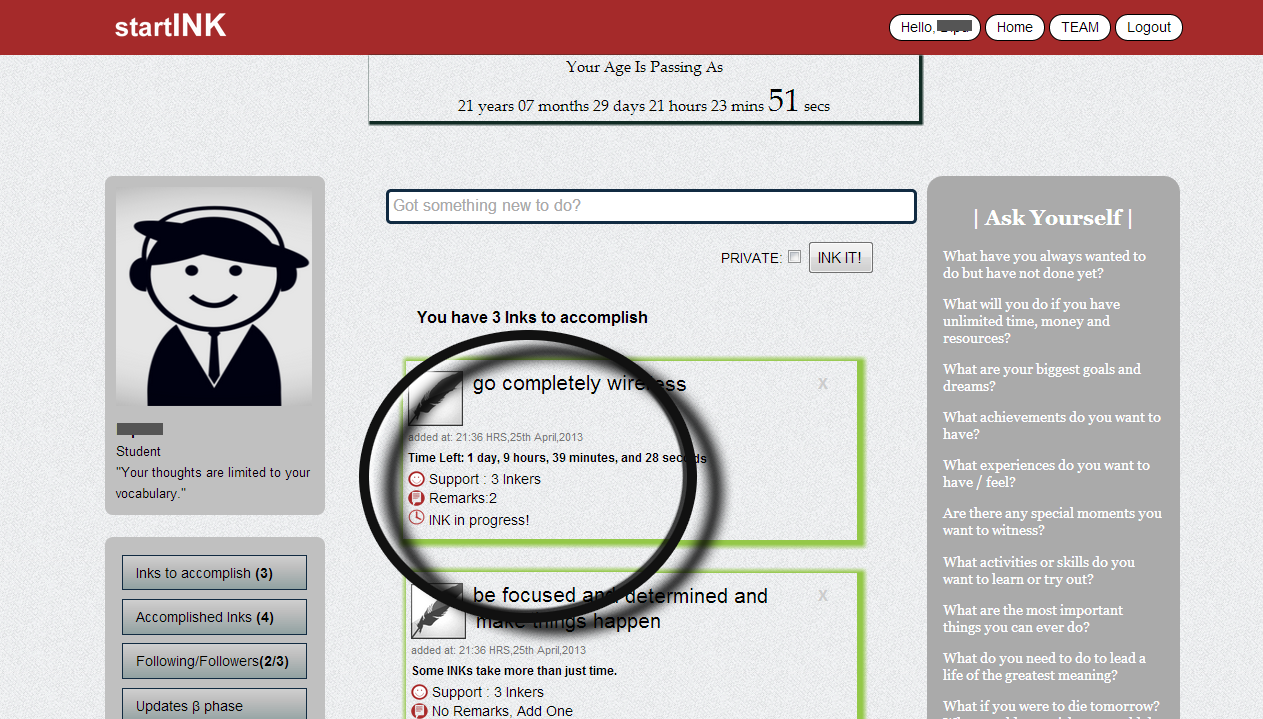 startINK
Hello,
Home
TEAM
Logout
Your Age Is Passing As
21 years 07 months 29 days 21 hours 23 mins 51 secs
Student
"Your thoughts are limited to your
vocabulary."
Inks to accomplish (3)
Accomplished Inks (4)
Following/Followers(2/3)
Updates β phase
Got something new to do?
PRIVATE:
INK IT!
You have 3 Inks to accomplish
go completely wireless
X
added at: 21:36 HRS,25th April,2013
Time Left: 1 day, 9 hours, 39 minutes, and 28 seconds
Support : 3 Inkers
Remarks:2
INK in progress!
be focused and determined and
make things happen
X
added at: 21:36 HRS,25th April,2013
Some INKs take more than just time.
Support : 3 Inkers
No Remarks, Add One
| Ask Yourself |
What have you always wanted to
do but have not done yet?
What will you do if you have
unlimited time, money and
resources?
What are your biggest goals and
dreams?
What achievements do you want to
have?
What experiences do you want to
have / feel?
Are there any special moments you
want to witness?
What activities or skills do you
want to learn or try out?
What are the most important
things you can ever do?
What do you need to do to lead a
life of the greatest meaning?
What if you were to die tomorrow?